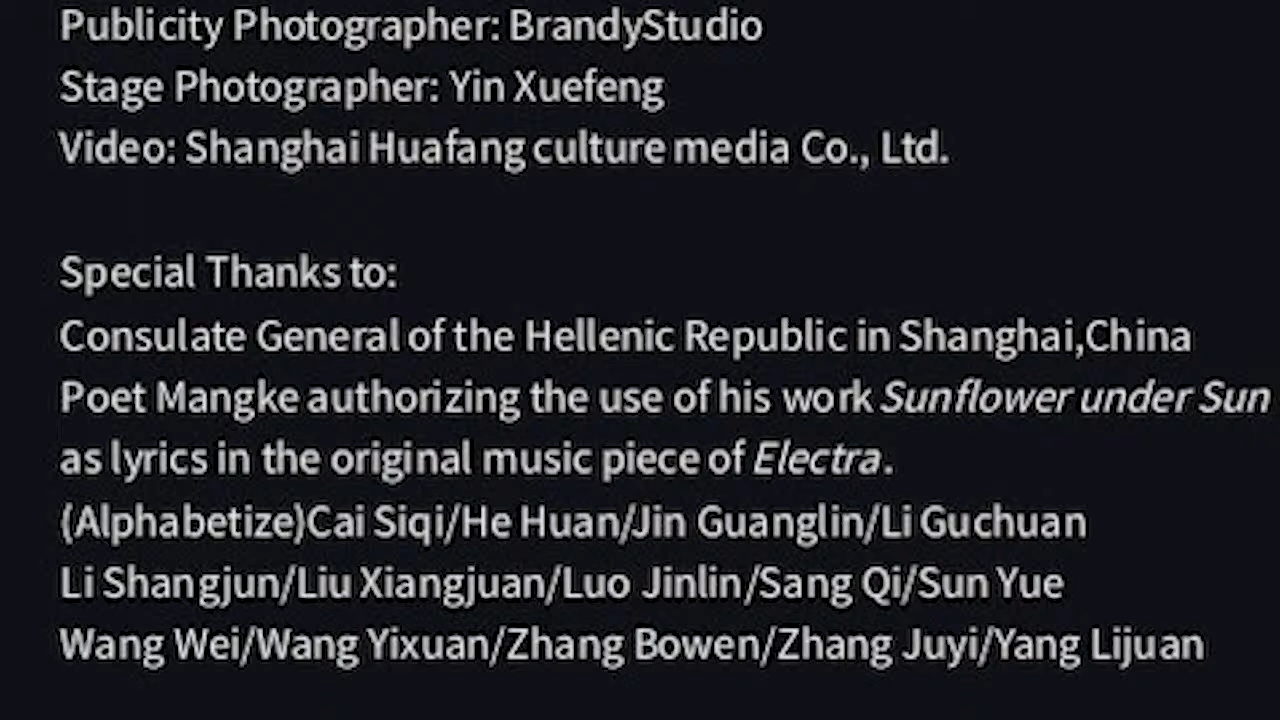 Publicity Photographer: BrandyStudio
Stage Photographer: Yin Xuefeng
Video: Shanghai Huafang culture media Co., Ltd.
Special Thanks to:
Consulate General of the Hellenic Republic in Shanghai,China
Poet Mangke authorizing the use of his work Sunflower under Sun
as lyrics in the original music piece of Electra.
(Alphabetize)Cai Siqi/He Huan/Jin Guanglin/Li Guchuan
Li Shangjun/Liu Xiangjuan/Luo Jinlin/Sang Qi/Sun Yue
Wang Wei/Wang Yixuan/Zhang Bowen/Zhang Juyi/Yang Lijuan